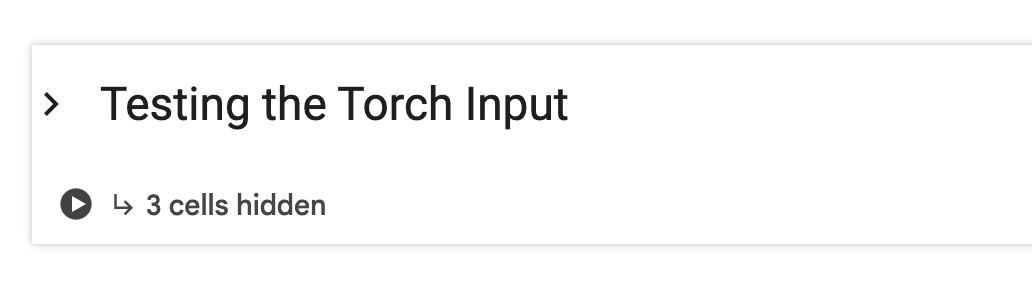 Testing the Torch Input
3 cells hidden